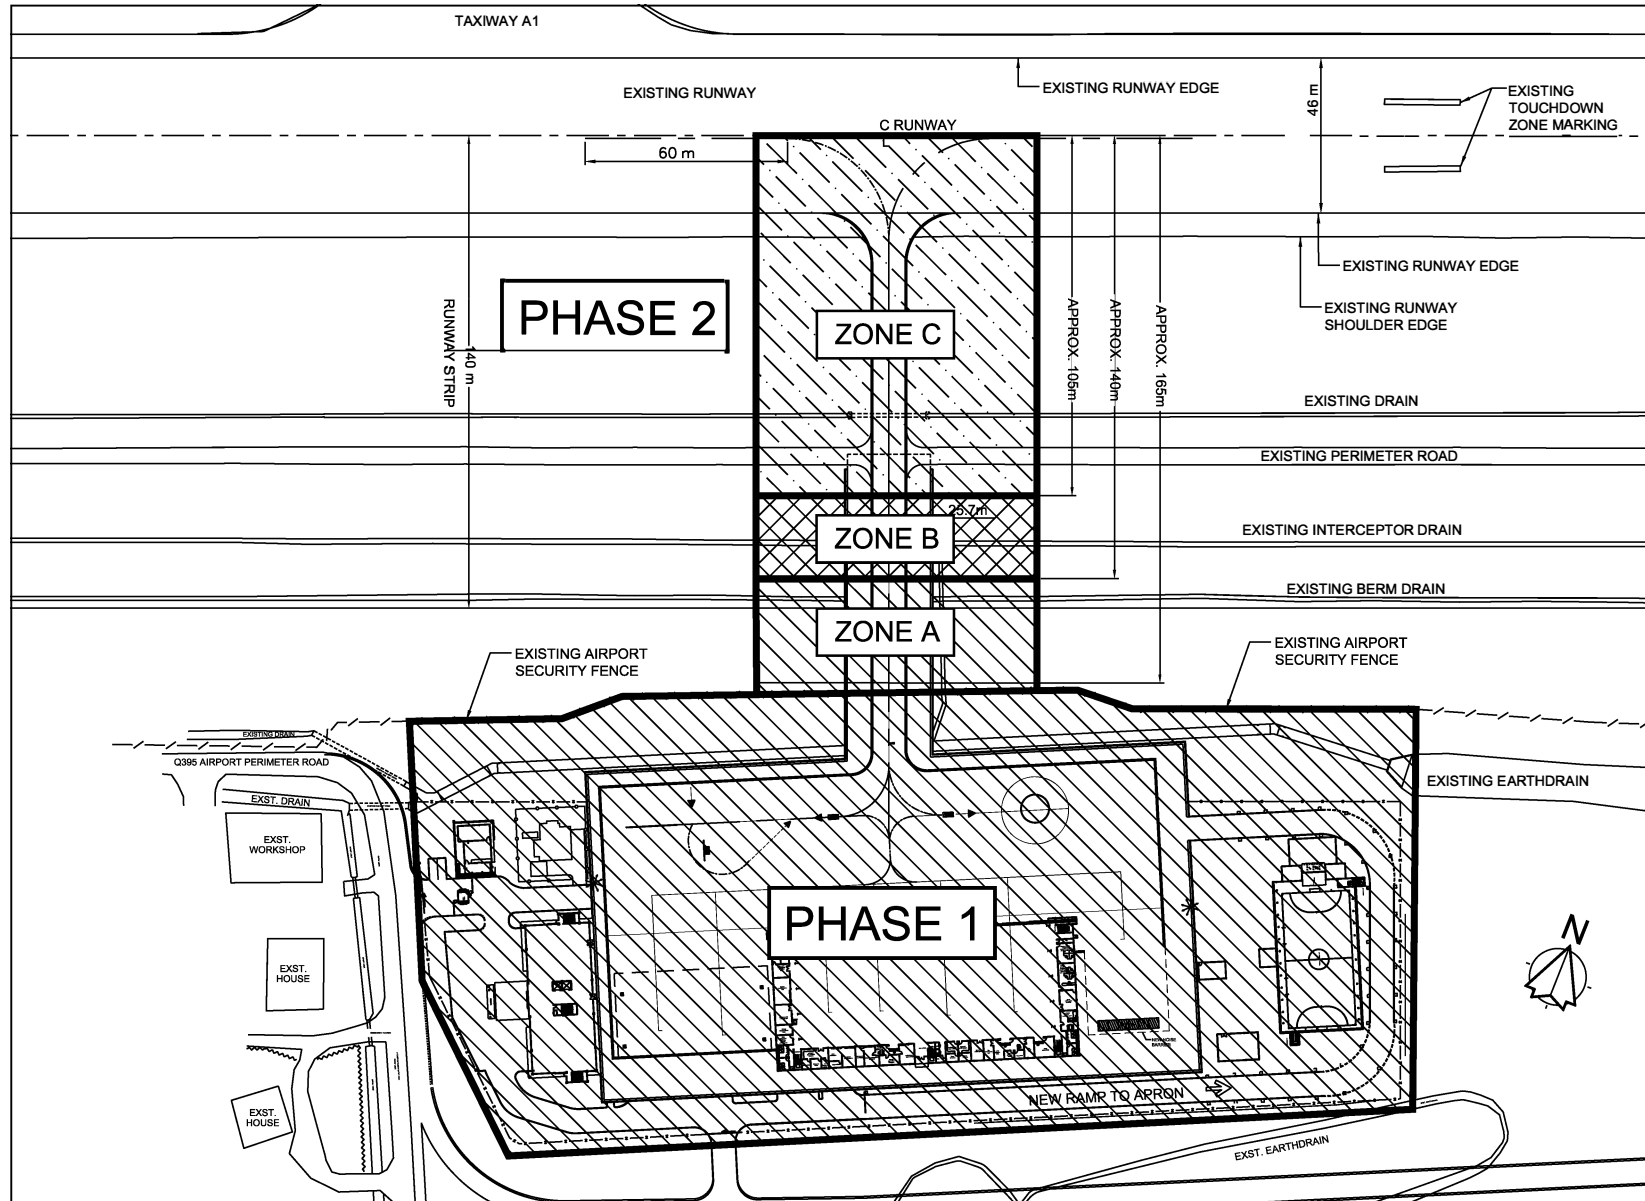 TAXIWAY A1
EXISTING RUNWAY
EXISTING RUNWAY EDGE
46 m
EXISTING
TOUCHDOWN
ZONE MARKING
C RUNWAY
60 m
EXISTING RUNWAY EDGE
EXISTING RUNWAY
SHOULDER EDGE
PHASE 2
ZONE C
RUNWAY STRIP
140 m
APPROX. 105m
APPROX. 140m
APPROX. 165m
EXISTING DRAIN
EXISTING PERIMETER ROAD
25.7m
ZONE B
EXISTING INTERCEPTOR DRAIN
EXISTING BERM DRAIN
ZONE A
EXISTING AIRPORT
SECURITY FENCE
EXISTING AIRPORT
SECURITY FENCE
EXISTING DRAIN
Q395 AIRPORT PERIMETER ROAD
EXISTING EARTHDRAIN
EXST. DRAIN
EXST.
WORKSHOP
PHASE 1
N
EXST.
HOUSE
NEW NOISE
BARRIER
NEW RAMP TO APRON
EXST.
HOUSE
EXST. EARTHDRAIN